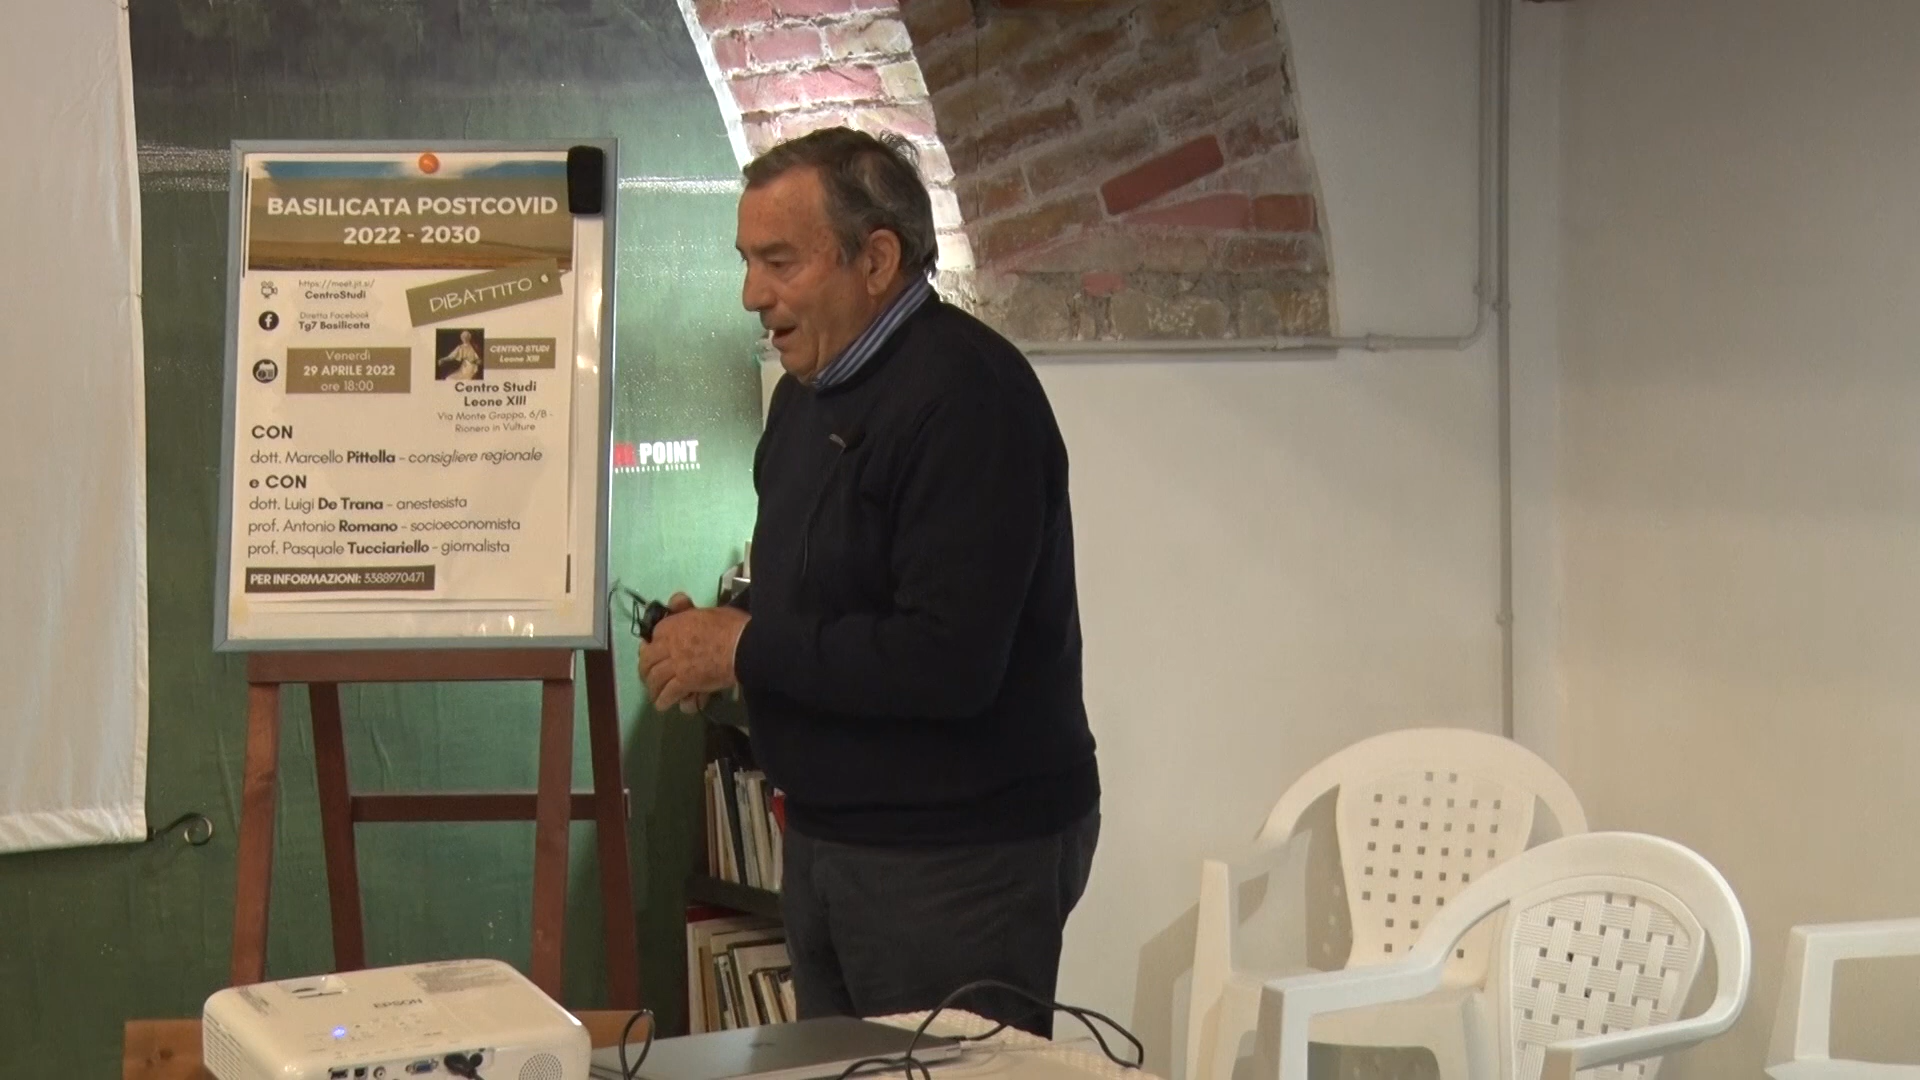 BASILICATA POSTCOVID
2022 - 2030
DIBATTITO
https://meet.jit.si/
CentroStudi
Diretta Facebook
Tg7 Basilicata
Venerdì
29 APRILE 2022
ore 18:00
CENTRO STUDI
Leone XIII
Centro Studi
Leone XIII
Via Monte Grappa, 6/B -
Rionero in Vulture
CON
dott. Marcello Pittella - consigliere regionale
e CON
dott. Luigi De Trana - anestesista
prof. Antonio Romano - socioeconomista
prof. Pasquale Tucciariello - giornalista
PER INFORMAZIONI: 3388970471
POINT
EPSON